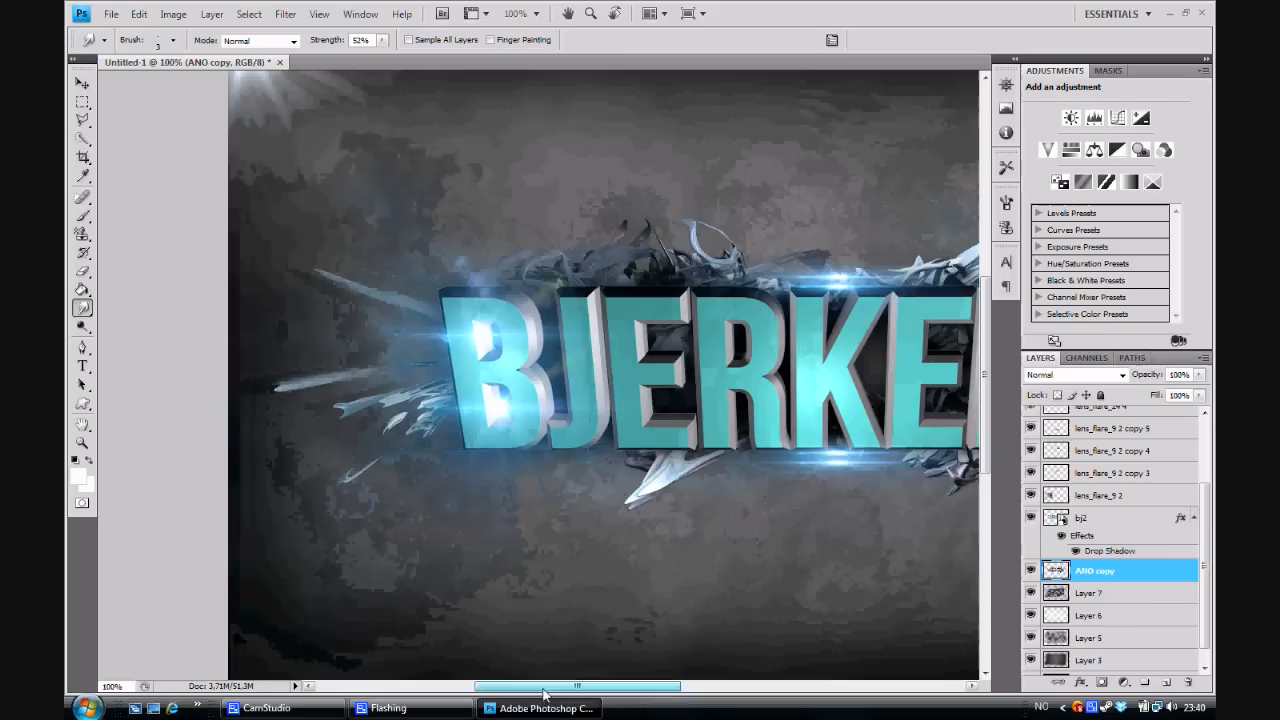 Ps File Edit Image Layer Select Filter View Window Help Br 100% ESSENTIALS
Brush: 3 Mode: Normal Strength: 52% Sample All Layers Finger Painting
Untitled-1 @ 100% (ANO copy, RGB/8) *
ADJUSTMENTS MASKS
Add an adjustment
Levels Presets
Curves Presets
Exposure Presets
Hue/Saturation Presets
Black & White Presets
Channel Mixer Presets
Selective Color Presets
BJERKE
LAYERS CHANNELS PATHS
Normal Opacity: 100%
Lock: Fill: 100%
lens_flare_24 4
lens_flare_9 2 copy 5
lens_flare_9 2 copy 4
lens_flare_9 2 copy 3
lens_flare_9 2
bj2 fx
Effects
Drop Shadow
ANO copy
Layer 7
Layer 6
Layer 5
Layer 3
100% Doc: 3,71M/51,3M
CamStudio Flashing Adobe Photoshop C... NO 23:40